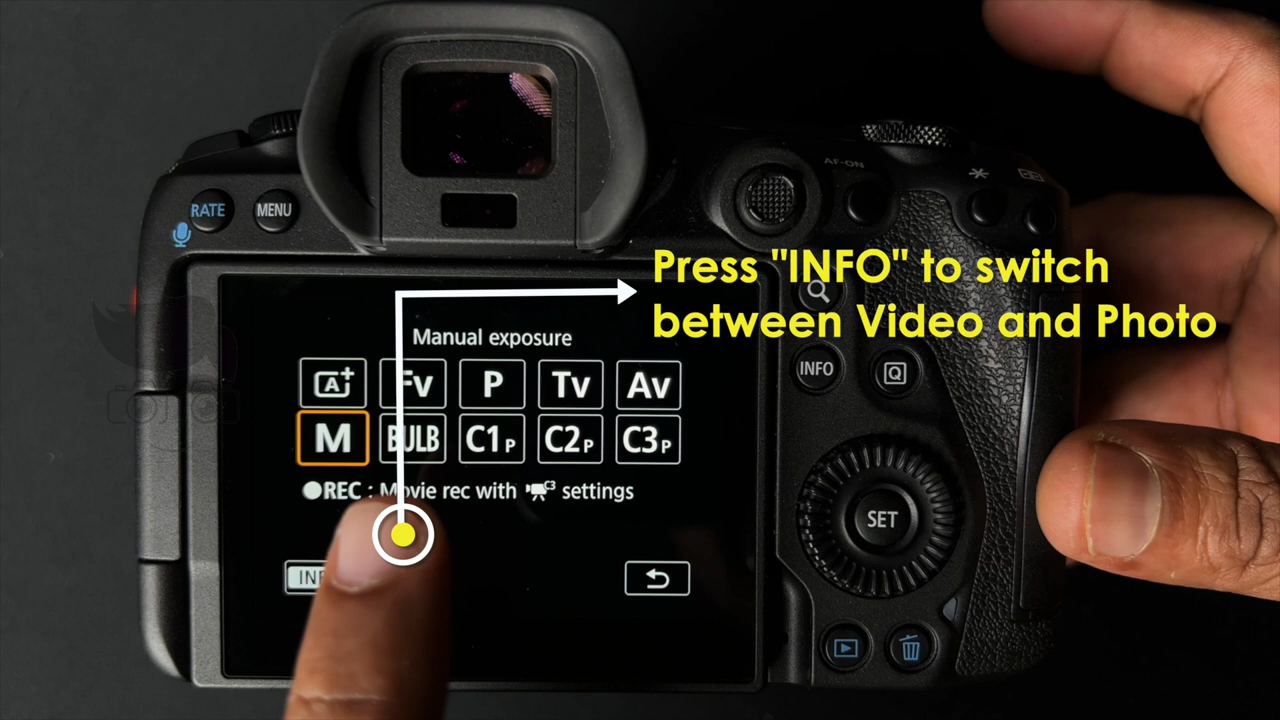 AF-ON
RATE
MENU
Press "INFO" to switch
between Video and Photo
Manual exposure
A+ Fv P Tv Av
M BULB C1P C2P C3P
INFO Q
●REC : Movie rec with C3 settings
SET